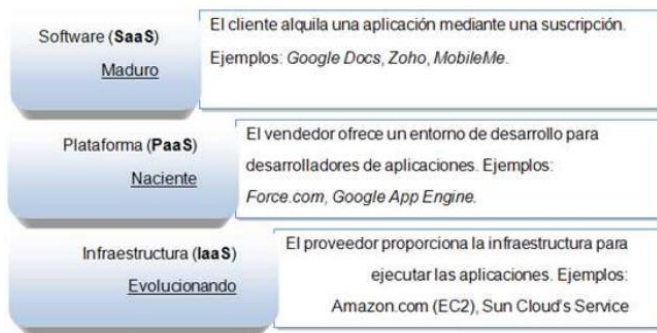 Software (SaaS)
Maduro
El cliente alquila una aplicación mediante una suscripción.
Ejemplos: Google Docs, Zoho, MobileMe.
Plataforma (PaaS)
Naciente
El vendedor ofrece un entorno de desarrollo para
desarrolladores de aplicaciones. Ejemplos:
Force.com, Google App Engine.
Infraestructura (IaaS)
Evolucionando
El proveedor proporciona la infraestructura para
ejecutar las aplicaciones. Ejemplos:
Amazon.com (EC2), Sun Cloud's Service